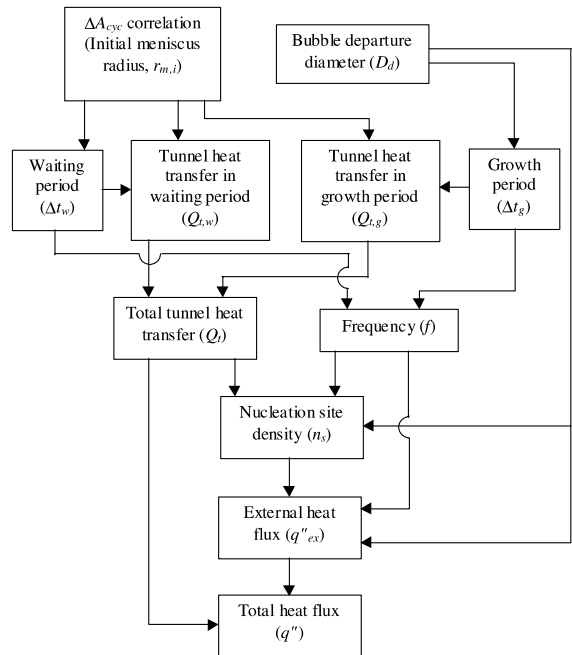 ΔA_cyc correlation
(Initial meniscus
radius, r_m,i)
Bubble departure
diameter (D_d)
Waiting
period
(Δt_w)
Tunnel heat
transfer in
waiting period
(Q_t,w)
Tunnel heat
transfer in
growth period
(Q_t,g)
Growth
period
(Δt_g)
Total tunnel heat
transfer (Q_t)
Frequency (f)
Nucleation site
density (n_s)
External heat
flux (q″_ex)
Total heat flux
(q″)